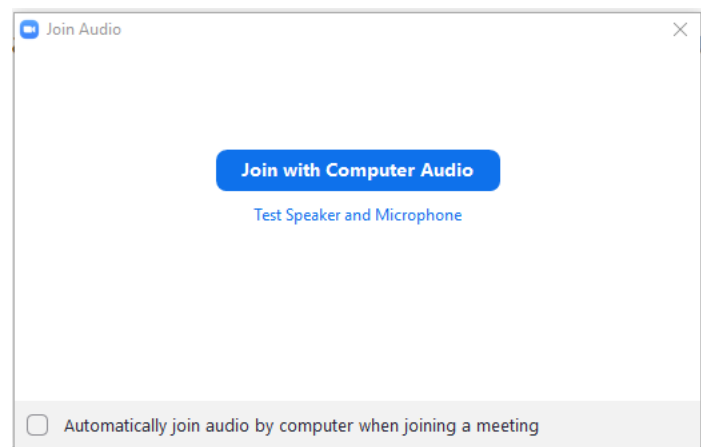 Join Audio
Join with Computer Audio
Test Speaker and Microphone
Automatically join audio by computer when joining a meeting